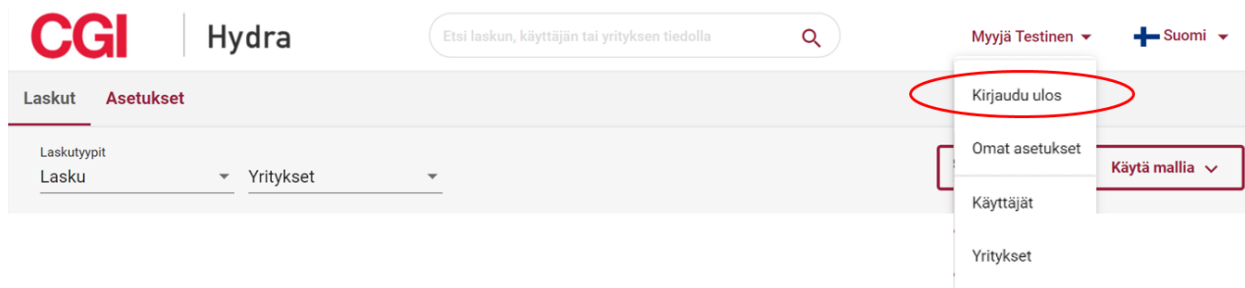 CGI Hydra
Etsi laskun, käyttäjän tai yrityksen tiedolla
Myyjä Testinen
Suomi
Laskut Asetukset
Kirjaudu ulos
Omat asetukset
Käyttäjät
Yritykset
Laskutyypit
Lasku Yritykset
Käytä mallia